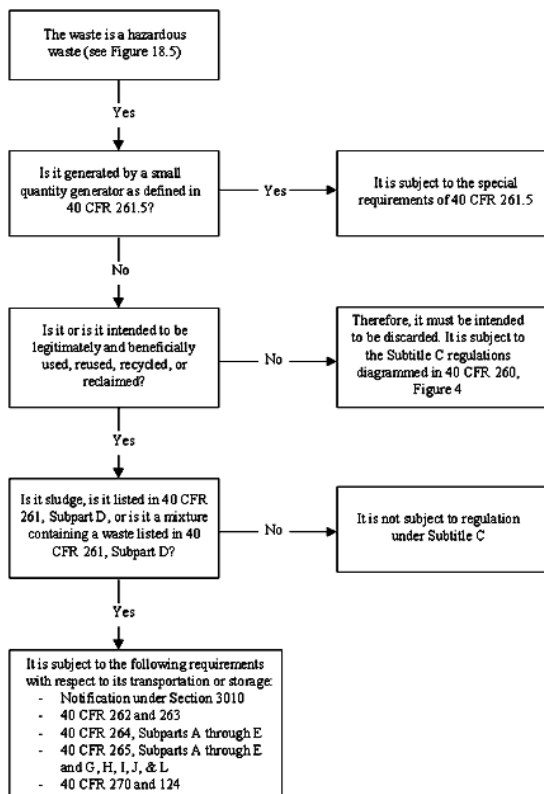 The waste is a hazardous
waste (see Figure 18.5)
Yes
Is it generated by a small
quantity generator as defined in
40 CFR 261.5?
Yes
It is subject to the special
requirements of 40 CFR 261.5
No
Is it or is it intended to be
legitimately and beneficially
used, reused, recycled, or
reclaimed?
No
Therefore, it must be intended
to be discarded. It is subject to
the Subtitle C regulations
diagrammed in 40 CFR 260,
Figure 4
Yes
Is it sludge, is it listed in 40 CFR
261, Subpart D, or is it a mixture
containing a waste listed in 40
CFR 261, Subpart D?
No
It is not subject to regulation
under Subtitle C
Yes
It is subject to the following requirements
with respect to its transportation or storage:
- Notification under Section 3010
- 40 CFR 262 and 263
- 40 CFR 264, Subparts A through E
- 40 CFR 265, Subparts A through E
and G, H, I, J, & L
- 40 CFR 270 and 124